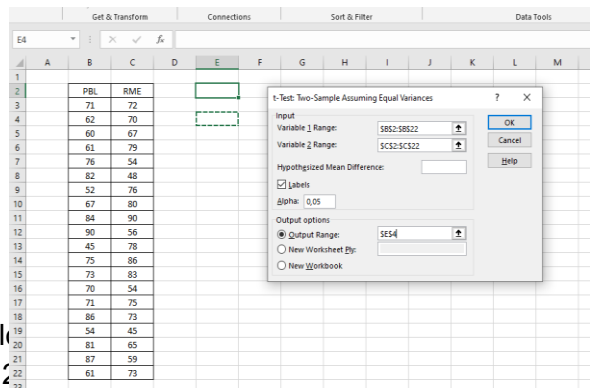 Get & Transform Connections Sort & Filter Data Tools
E4 fx
A B C D E F G H I J K L M
1
2 PBL RME
3 71 72
4 62 70
5 60 67
6 61 79
7 76 54
8 82 48
9 52 76
10 67 80
11 84 90
12 90 56
13 45 78
14 75 86
15 73 83
16 70 54
17 71 75
18 86 73
19 54 45
20 81 65
21 87 59
22 61 73
23
t-Test: Two-Sample Assuming Equal Variances ? X
Input
Variable 1 Range: $B$2:$B$22
Variable 2 Range: $C$2:$C$22
Hypothesized Mean Difference:
Labels
Alpha: 0,05
Output options
Output Range: $E$4
New Worksheet Ply:
New Workbook
OK
Cancel
Help